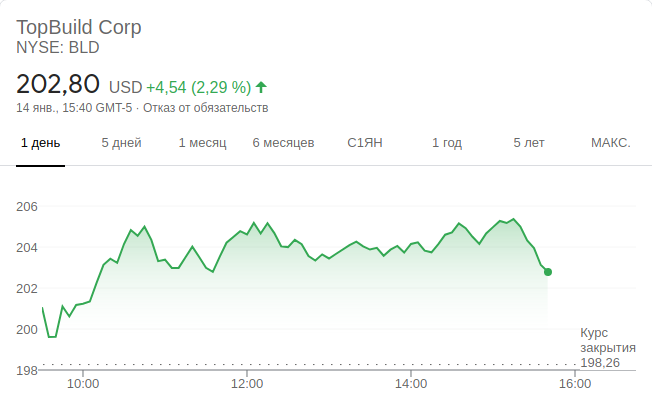 TopBuild Corp
NYSE: BLD
202,80 USD +4,54 (2,29 %)
14 янв., 15:40 GMT-5 · Отказ от обязательств
1 день 5 дней 1 месяц 6 месяцев С1ЯН 1 год 5 лет МАКС.
206
204
202
200
198
Курс
закрытия
198,26
10:00 12:00 14:00 16:00